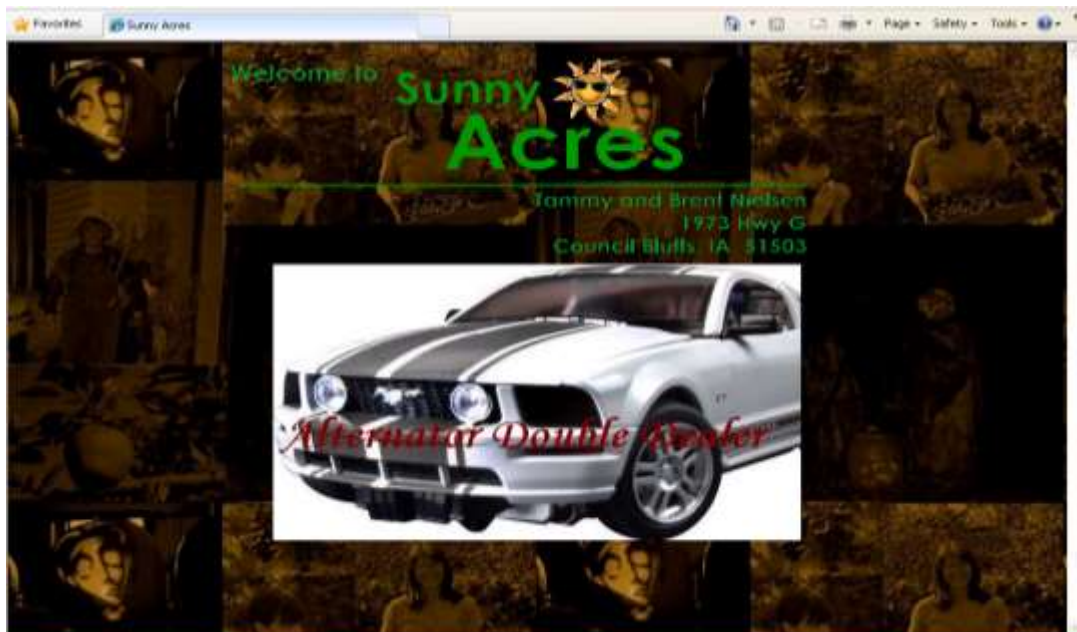 Favorites
Sunny Acres
Page
Safety
Tools
Welcome to
Sunny
Acres
Tammy and Brent Nielsen
1973 Hwy G
Council Bluffs, IA 51503
Alternator Double Dealer